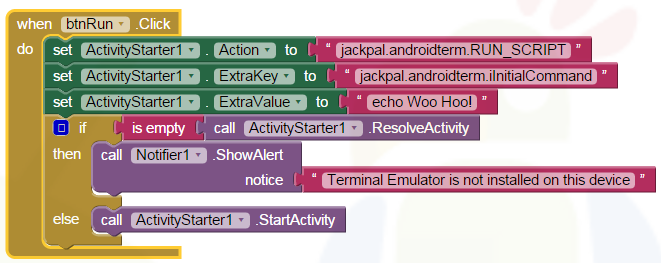 when btnRun .Click
do set ActivityStarter1 . Action to " jackpal.androidterm.RUN_SCRIPT "
set ActivityStarter1 . ExtraKey to " jackpal.androidterm.iInitialCommand "
set ActivityStarter1 . ExtraValue to " echo Woo Hoo! "
if is empty call ActivityStarter1 .ResolveActivity
then call Notifier1 .ShowAlert
notice " Terminal Emulator is not installed on this device "
else call ActivityStarter1 .StartActivity